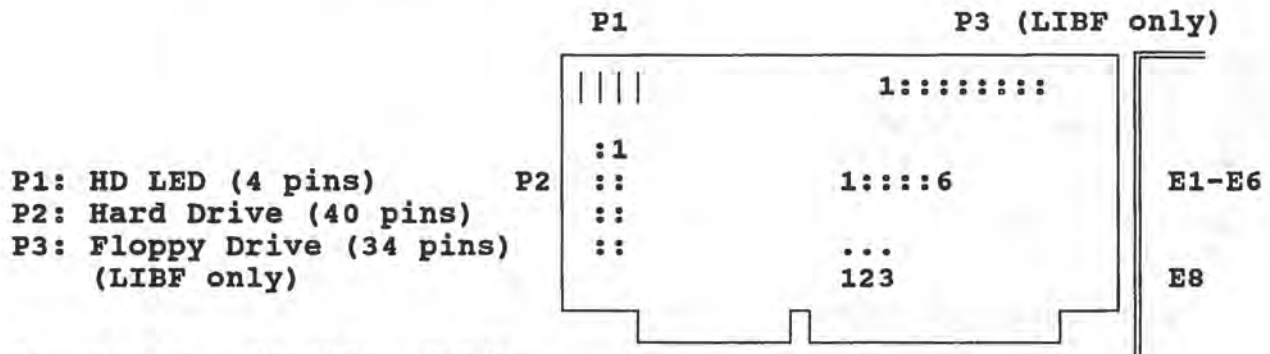 P1 P3 (LIBF only)
|||| 1::::::::
:1
P1: HD LED (4 pins) P2 :: 1::::6 E1-E6
P2: Hard Drive (40 pins) ::
P3: Floppy Drive (34 pins) :: ...
(LIBF only) 123 E8